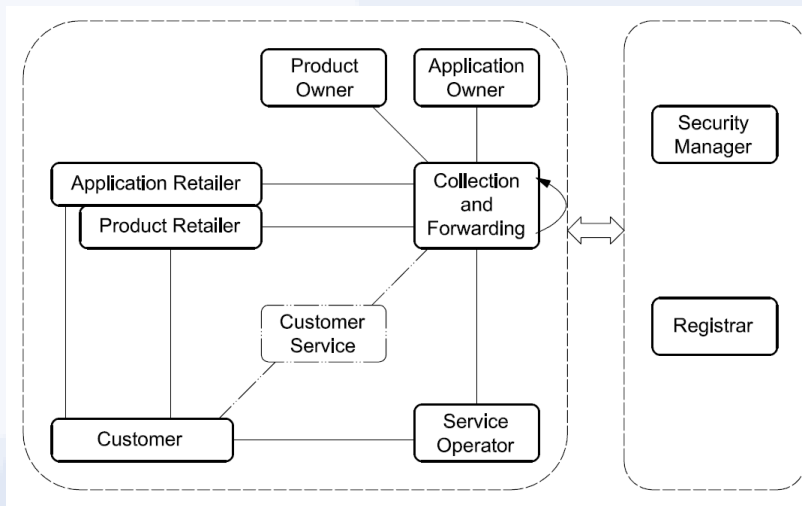 Product
Owner
Application
Owner
Security
Manager
Application Retailer
Product Retailer
Collection
and
Forwarding
Customer
Service
Registrar
Customer
Service
Operator